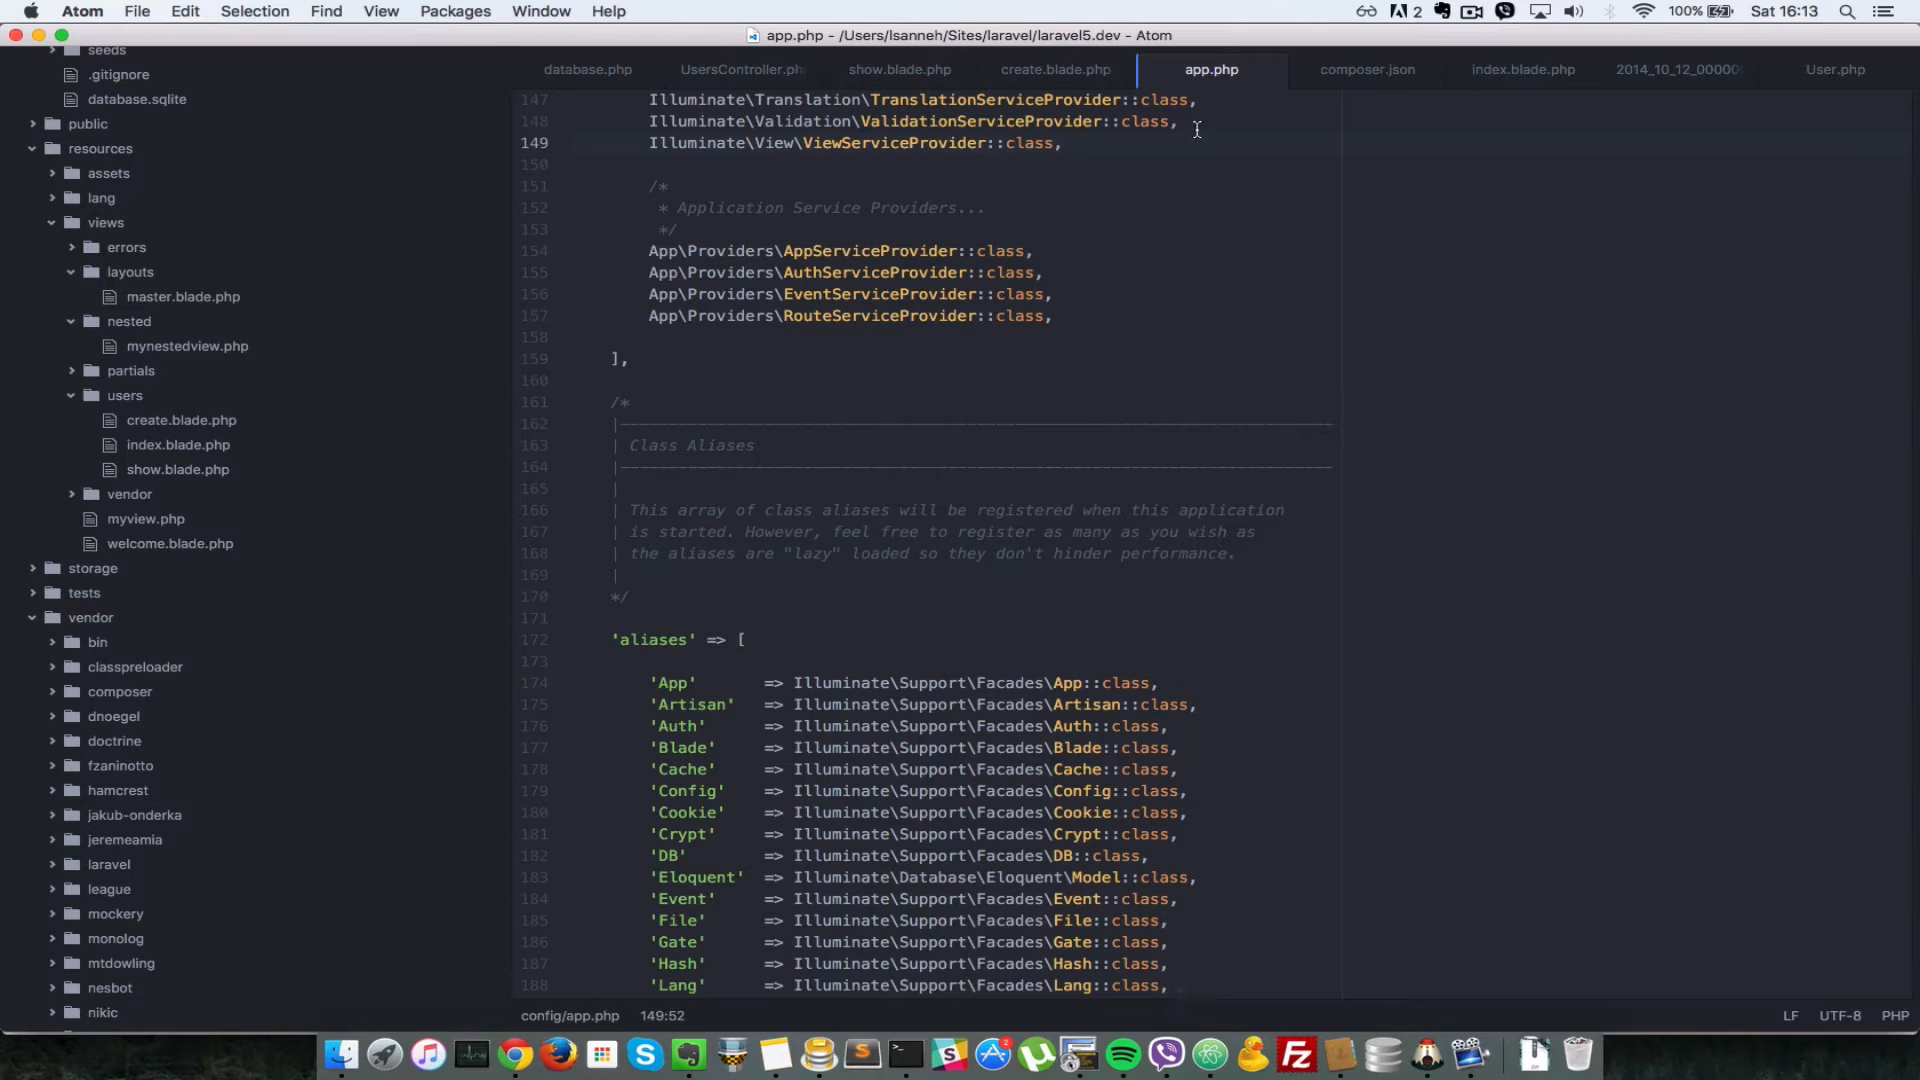 Atom File Edit Selection Find View Packages Window Help 2 100% Sat 16:13
app.php - /Users/lsanneh/Sites/laravel/laravel5.dev - Atom
database.php UsersController.ph show.blade.php create.blade.php app.php composer.json index.blade.php 2014_10_12_00000 User.php
seeds
.gitignore
database.sqlite
public
resources
assets
lang
views
errors
layouts
master.blade.php
nested
mynestedview.php
partials
users
create.blade.php
index.blade.php
show.blade.php
vendor
myview.php
welcome.blade.php
storage
tests
vendor
bin
classpreloader
composer
dnoegel
doctrine
fzaninotto
hamcrest
jakub-onderka
jeremeamia
laravel
league
mockery
monolog
mtdowling
nesbot
nikic
147 Illuminate\Translation\TranslationServiceProvider::class,
148 Illuminate\Validation\ValidationServiceProvider::class,
149 Illuminate\View\ViewServiceProvider::class,
150
151 /*
152 * Application Service Providers...
153 */
154 App\Providers\AppServiceProvider::class,
155 App\Providers\AuthServiceProvider::class,
156 App\Providers\EventServiceProvider::class,
157 App\Providers\RouteServiceProvider::class,
158
159 ],
160
161 /*
162 |--------------------------------------------------------------------------
163 | Class Aliases
164 |--------------------------------------------------------------------------
165 |
166 | This array of class aliases will be registered when this application
167 | is started. However, feel free to register as many as you wish as
168 | the aliases are "lazy" loaded so they don't hinder performance.
169 |
170 */
171
172 'aliases' => [
173
174 'App' => Illuminate\Support\Facades\App::class,
175 'Artisan' => Illuminate\Support\Facades\Artisan::class,
176 'Auth' => Illuminate\Support\Facades\Auth::class,
177 'Blade' => Illuminate\Support\Facades\Blade::class,
178 'Cache' => Illuminate\Support\Facades\Cache::class,
179 'Config' => Illuminate\Support\Facades\Config::class,
180 'Cookie' => Illuminate\Support\Facades\Cookie::class,
181 'Crypt' => Illuminate\Support\Facades\Crypt::class,
182 'DB' => Illuminate\Support\Facades\DB::class,
183 'Eloquent' => Illuminate\Database\Eloquent\Model::class,
184 'Event' => Illuminate\Support\Facades\Event::class,
185 'File' => Illuminate\Support\Facades\File::class,
186 'Gate' => Illuminate\Support\Facades\Gate::class,
187 'Hash' => Illuminate\Support\Facades\Hash::class,
188 'Lang' => Illuminate\Support\Facades\Lang::class,
config/app.php 149:52 LF UTF-8 PHP